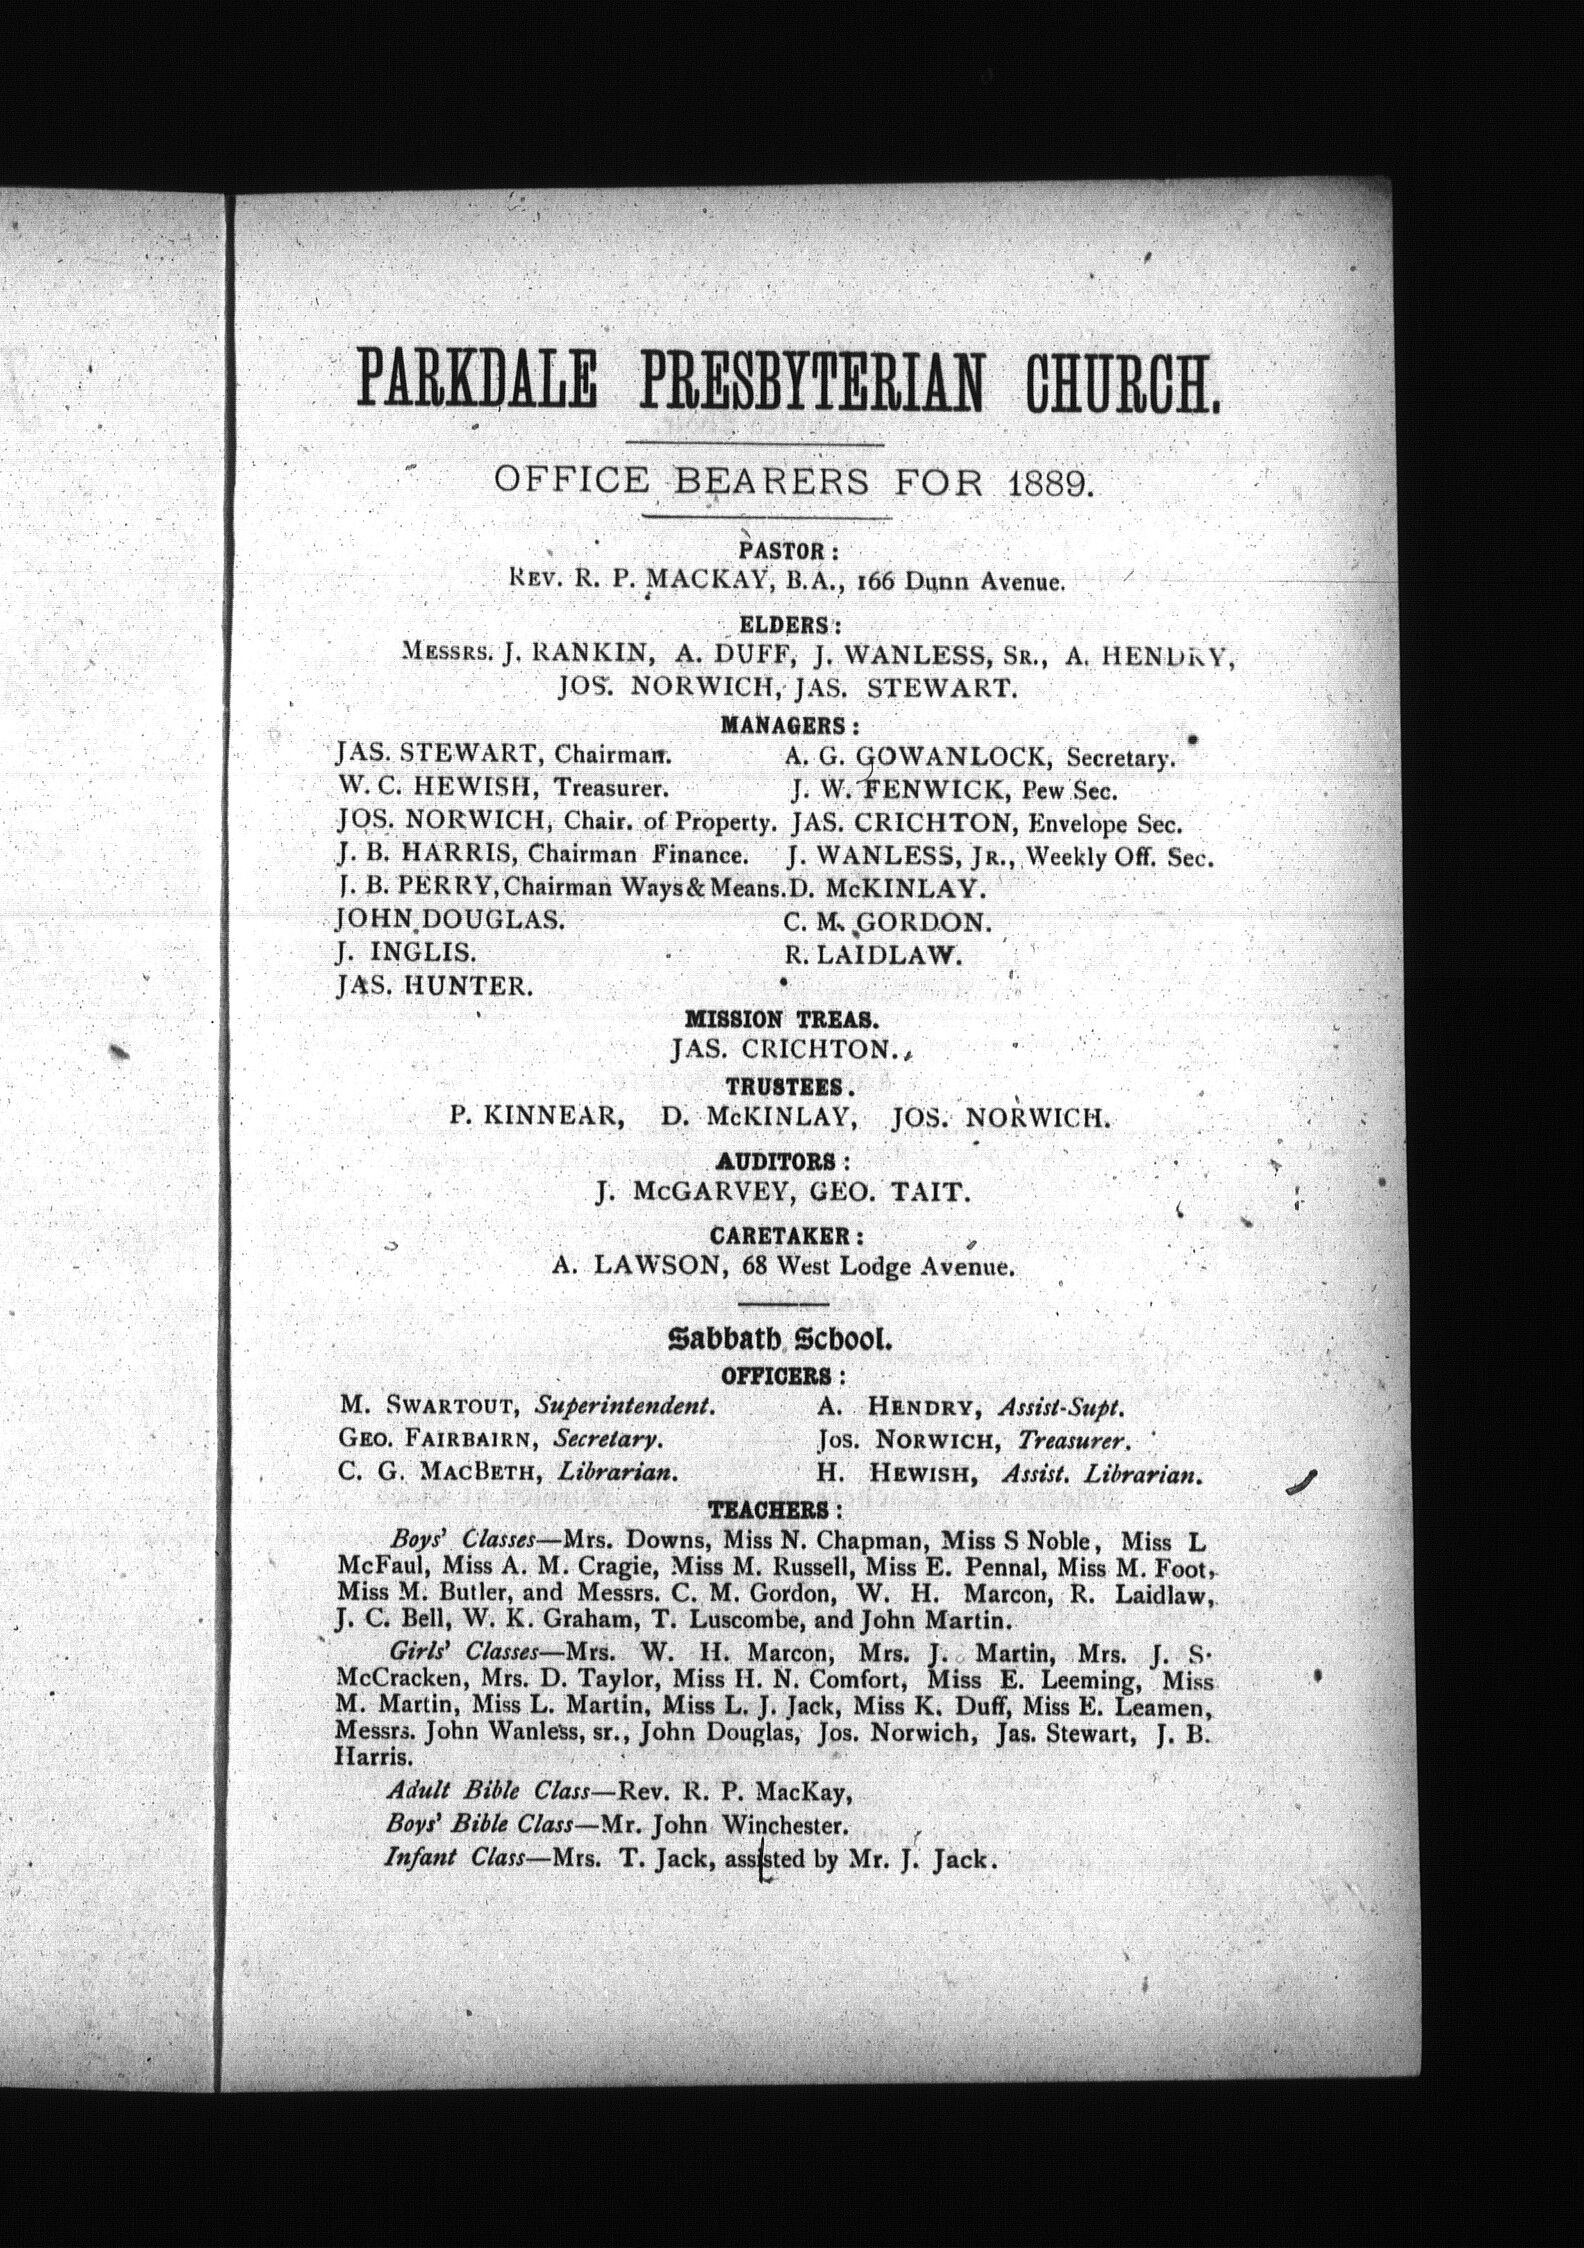 PARKDALE PRESBYTERIAN CHURCH.
OFFICE BEARERS FOR 1889.
PASTOR:
REV. R. P. MACKAY, B.A., 166 Dunn Avenue.
ELDERS:
MESSRS. J. RANKIN, A. DUFF, J. WANLESS, SR., A. HENDRY,
JOS. NORWICH, JAS. STEWART.
MANAGERS:
JAS. STEWART, Chairman. A. G. GOWANLOCK, Secretary.
W. C. HEWISH, Treasurer. J. W. FENWICK, Pew Sec.
JOS. NORWICH, Chair. of Property. JAS. CRICHTON, Envelope Sec.
J. B. HARRIS, Chairman Finance. J. WANLESS, JR., Weekly Off. Sec.
J. B. PERRY, Chairman Ways & Means. D. McKINLAY.
JOHN DOUGLAS. C. M. GORDON.
J. INGLIS. R. LAIDLAW.
JAS. HUNTER.
MISSION TREAS.
JAS. CRICHTON.
TRUSTEES.
P. KINNEAR, D. McKINLAY, JOS. NORWICH.
AUDITORS:
J. McGARVEY, GEO. TAIT.
CARETAKER:
A. LAWSON, 68 West Lodge Avenue.
Sabbath School.
OFFICERS:
M. SWARTOUT, Superintendent. A. HENDRY, Assist-Supt.
GEO. FAIRBAIRN, Secretary. JOS. NORWICH, Treasurer.
C. G. MACBETH, Librarian. H. HEWISH, Assist. Librarian.
TEACHERS:
Boys' Classes—Mrs. Downs, Miss N. Chapman, Miss S Noble, Miss L
McFaul, Miss A. M. Cragie, Miss M. Russell, Miss E. Pennal, Miss M. Foot,
Miss M. Butler, and Messrs. C. M. Gordon, W. H. Marcon, R. Laidlaw,
J. C. Bell, W. K. Graham, T. Luscombe, and John Martin.
Girls' Classes—Mrs. W. H. Marcon, Mrs. J. Martin, Mrs. J. S.
McCracken, Mrs. D. Taylor, Miss H. N. Comfort, Miss E. Leeming, Miss
M. Martin, Miss L. Martin, Miss L. J. Jack, Miss K. Duff, Miss E. Leamen,
Messrs. John Wanless, sr., John Douglas, Jos. Norwich, Jas. Stewart, J. B.
Harris.
Adult Bible Class—Rev. R. P. MacKay,
Boys' Bible Class—Mr. John Winchester.
Infant Class—Mrs. T. Jack, assisted by Mr. J. Jack.